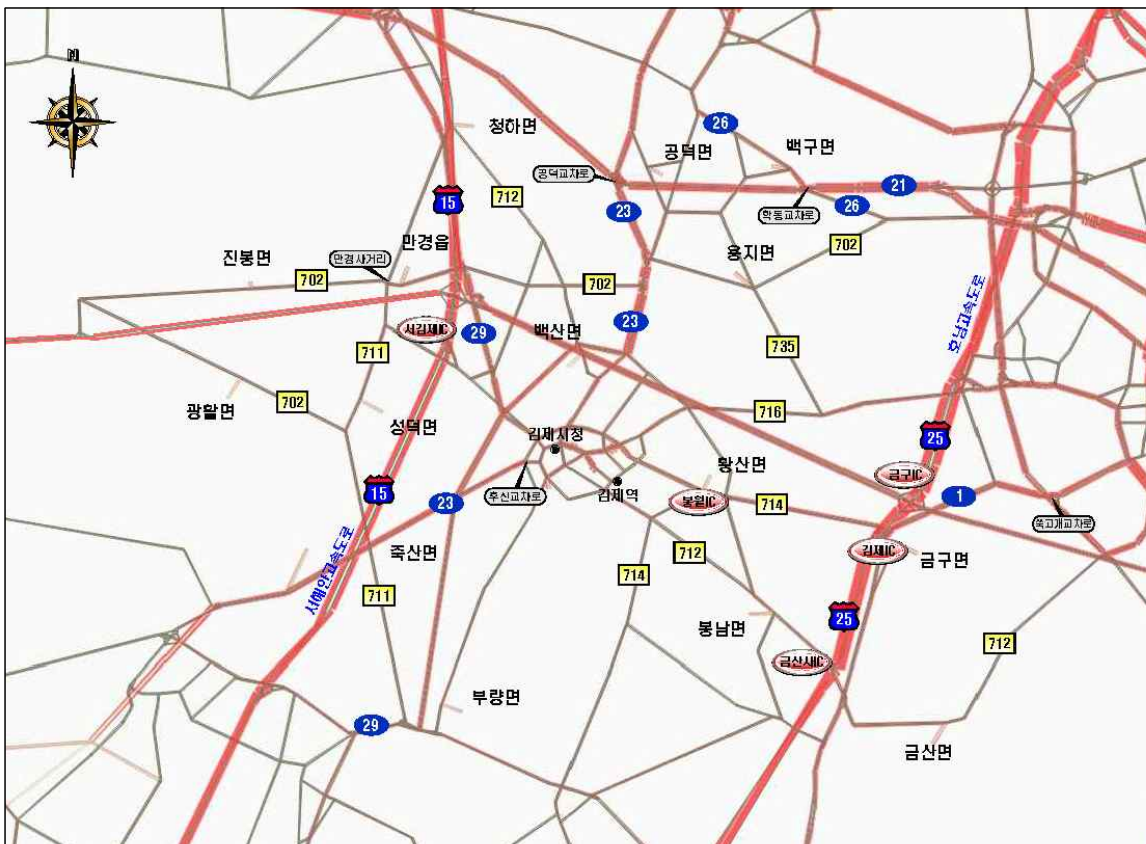 N
청하면
26
백구면
공덕면
공덕교차로
21
15
712
23
학동교차로
26
만경읍
702
진봉면
만경사거리
용지면
702
702
호남고속도로
서김제IC
29
백산면
23
711
735
광활면
702
성덕면
716
김제시청
25
황산면
금구IC
15
23
후신교차로
김제역
봉월IC
714
1
쑥고개교차로
죽산면
712
김제IC
금구면
서해안고속도로
714
711
봉남면
25
712
금산사IC
부량면
29
금산면